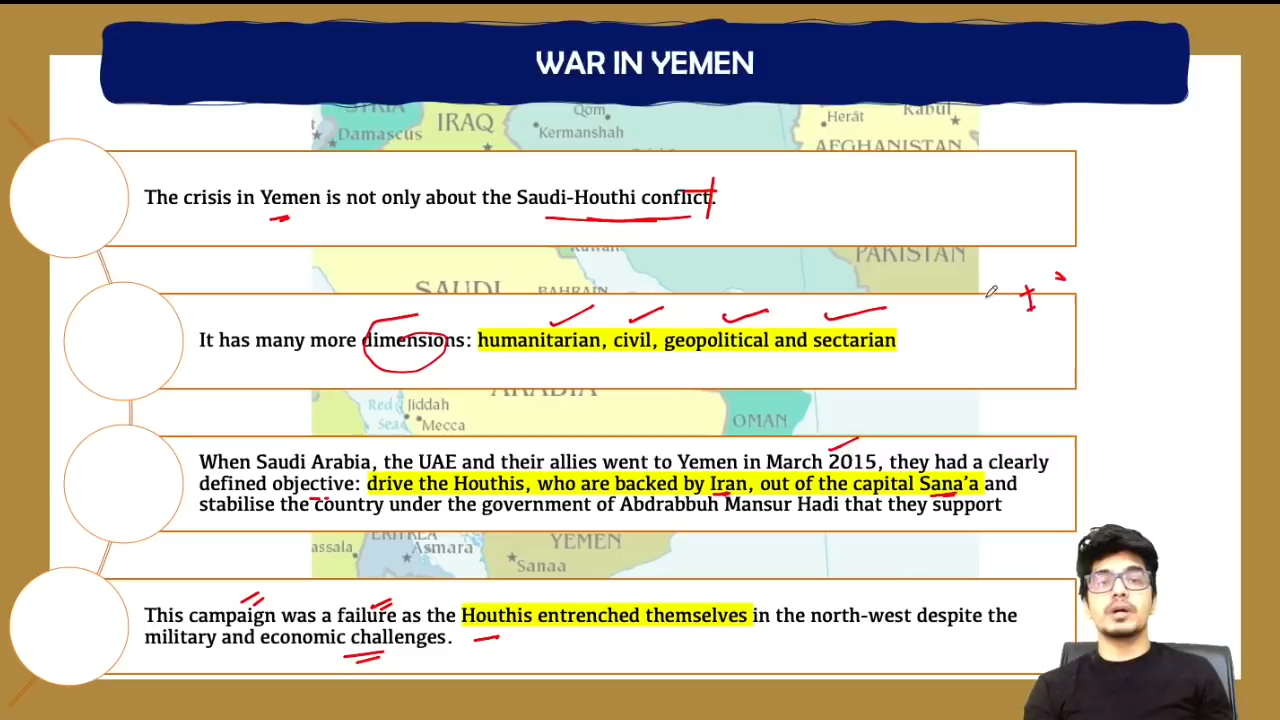 WAR IN YEMEN
SYRIA
Damascus
IRAQ
Qom
Kermanshah
Herāt
Kabul
AFGHANISTAN
The crisis in Yemen is not only about the Saudi-Houthi conflict.
PAKISTAN
SAUDI
BAHRAIN
It has many more dimensions: humanitarian, civil, geopolitical and sectarian
ARABIA
Red
Sea
Jiddah
Mecca
OMAN
When Saudi Arabia, the UAE and their allies went to Yemen in March 2015, they had a clearly
defined objective: drive the Houthis, who are backed by Iran, out of the capital Sana’a and
stabilise the country under the government of Abdrabbuh Mansur Hadi that they support
assala
ERITREA
Asmara
YEMEN
Sanaa
This campaign was a failure as the Houthis entrenched themselves in the north-west despite the
military and economic challenges.